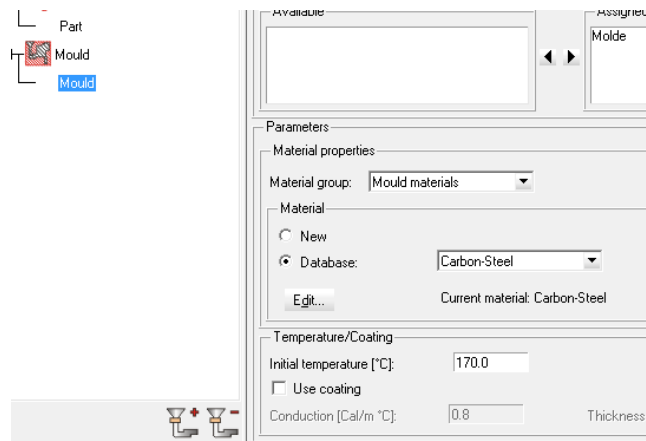 Part
Mould
Mould
Available
Assigned
Molde
Parameters
Material properties
Material group: Mould materials
Material
New
Database: Carbon-Steel
Edit... Current material: Carbon-Steel
Temperature/Coating
Initial temperature [°C]: 170.0
Use coating
Conduction [Cal/m °C]: 0.8 Thickness